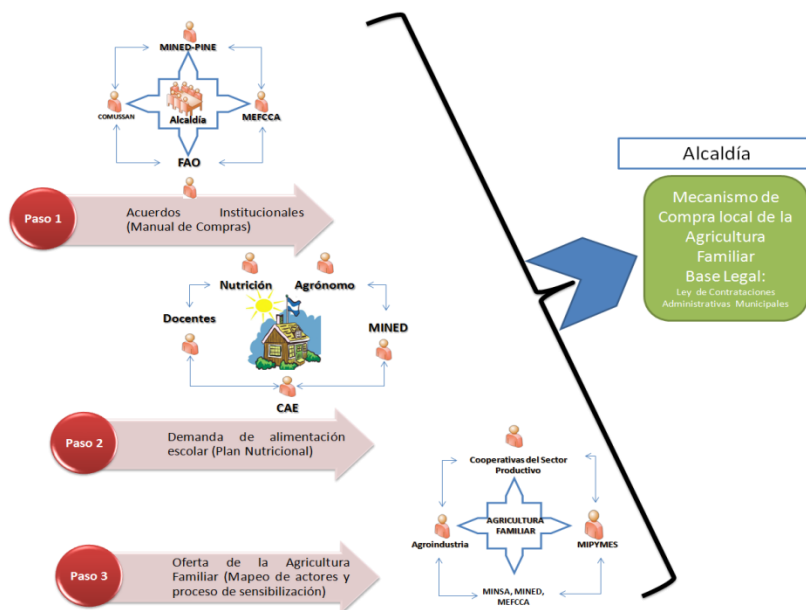 MINED-PINE
COMUSSAN
Alcaldía
MEFCCA
FAO
Paso 1
Acuerdos Institucionales
(Manual de Compras)
Nutrición
Agrónomo
Docentes
MINED
CAE
Paso 2
Demanda de alimentación
escolar (Plan Nutricional)
Cooperativas del Sector
Productivo
AGRICULTURA
FAMILIAR
Agroindustria
MIPYMES
MINSA, MINED,
MEFCCA
Paso 3
Oferta de la Agricultura
Familiar (Mapeo de actores y
proceso de sensibilización)
Alcaldía
Mecanismo de
Compra local de la
Agricultura
Familiar
Base Legal:
Ley de Contrataciones
Administrativas Municipales